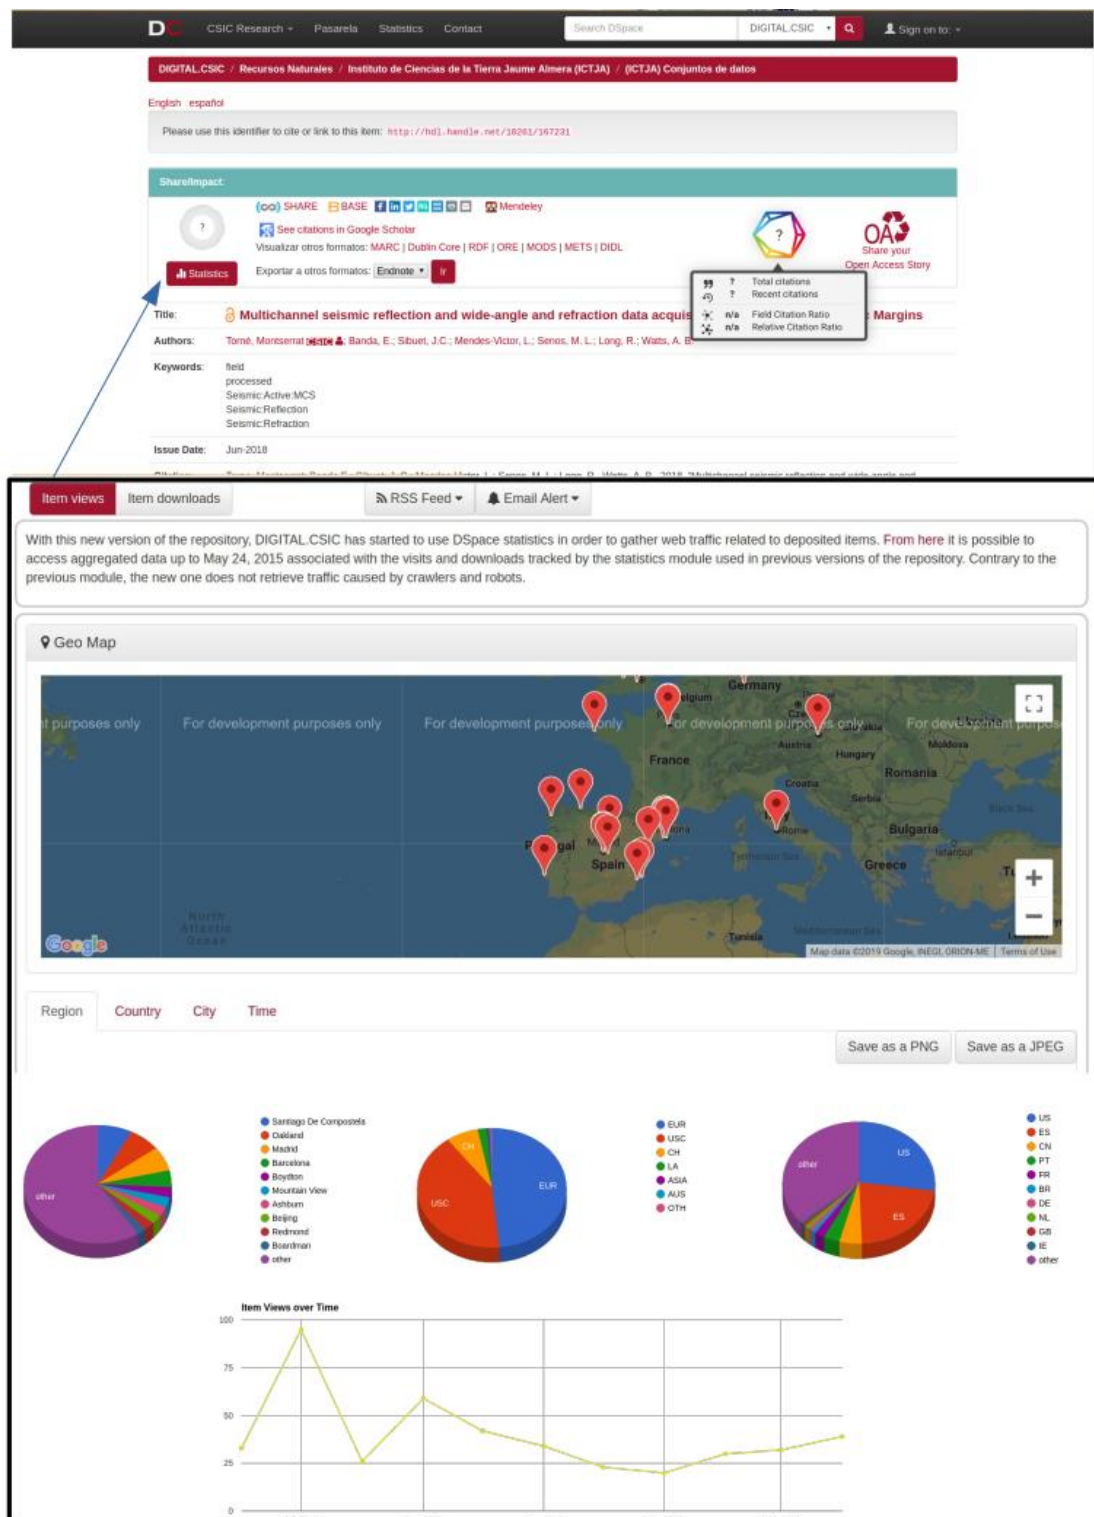 DC CSIC Research Pasarela Statistics Contact Search DSpace DIGITAL.CSIC Sign on to:
DIGITAL.CSIC / Recursos Naturales / Instituto de Ciencias de la Tierra Jaume Almera (ICTJA) / (ICTJA) Conjuntos de datos
English español
Please use this identifier to cite or link to this item: http://hdl.handle.net/10261/167231
Share/Impact:
SHARE BASE Mendeley
?
See citations in Google Scholar
Visualizar otros formatos: MARC | Dublin Core | RDF | ORE | MODS | METS | DIDL
Statistics
Exportar a otros formatos: Endnote Ir
?
OA
Share your
Open Access Story
? Total citations
? Recent citations
n/a Field Citation Ratio
n/a Relative Citation Ratio
Title: Multichannel seismic reflection and wide-angle and refraction data acquis Margins
Authors: Torné, Montserrat CSIC; Banda, E.; Sibuet, J.C.; Mendes-Victor, L.; Senos, M. L.; Long, R.; Watts, A. B.
Keywords: field
processed
Seismic:Active:MCS
Seismic:Reflection
Seismic:Refraction
Issue Date: Jun-2018
Item views Item downloads RSS Feed Email Alert
With this new version of the repository, DIGITAL.CSIC has started to use DSpace statistics in order to gather web traffic related to deposited items. From here it is possible to
access aggregated data up to May 24, 2015 associated with the visits and downloads tracked by the statistics module used in previous versions of the repository. Contrary to the
previous module, the new one does not retrieve traffic caused by crawlers and robots.
Geo Map
Germany
elgium
t purposes only For development purposes only For development purposes only For development purposes only For development purpos
Austria
Hungary
Moldova
France
Romania
Croatia
Serbia
Rome
Bulgaria
Istanbul
Spain
Greece
North
Atlantic
Ocean
Tunisia
Google
Map data ©2019 Google, INEGI, ORION-ME Terms of Use
Region Country City Time
Save as a PNG Save as a JPEG
other
Santiago De Compostela
Oakland
Madrid
Barcelona
Boydton
Mountain View
Ashburn
Beijing
Redmond
Boardman
other
CH
USC
EUR
EUR
USC
CH
LA
ASIA
AUS
OTH
other
US
ES
US
ES
CN
PT
FR
BR
DE
NL
GB
IE
other
Item Views over Time
100
75
50
25
0